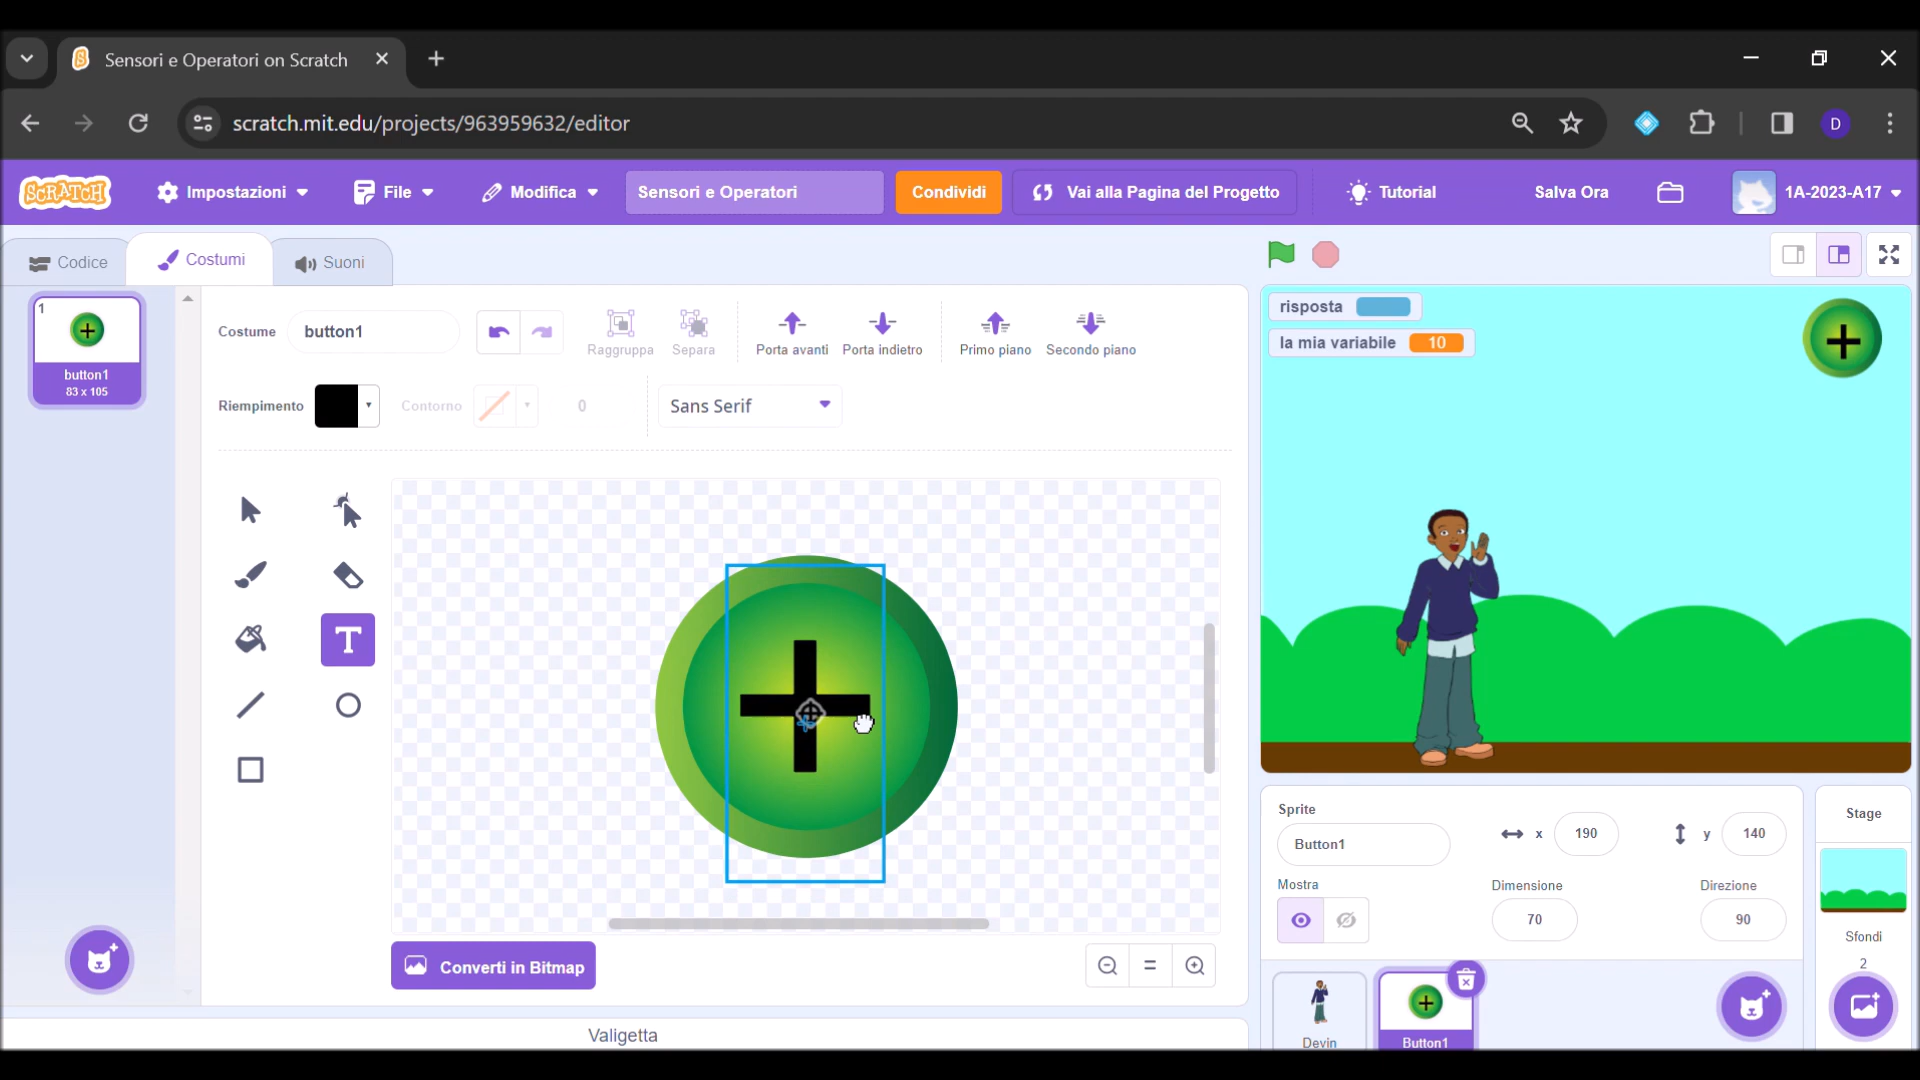 Sensori e Operatori on Scratch
scratch.mit.edu/projects/963959632/editor
D
SCRATCH
Impostazioni
File
Modifica
Sensori e Operatori
Condividi
Vai alla Pagina del Progetto
Tutorial
Salva Ora
1A-2023-A17
Codice
Costumi
Suoni
1
button1
83 x 105
Costume
button1
Raggruppa
Separa
Porta avanti
Porta indietro
Primo piano
Secondo piano
Riempimento
Contorno
0
Sans Serif
T
+
Converti in Bitmap
Valigetta
risposta
la mia variabile
10
+
Sprite
Button1
x
190
y
140
Mostra
Dimensione
70
Direzione
90
Devin
Button1
Stage
Sfondi
2